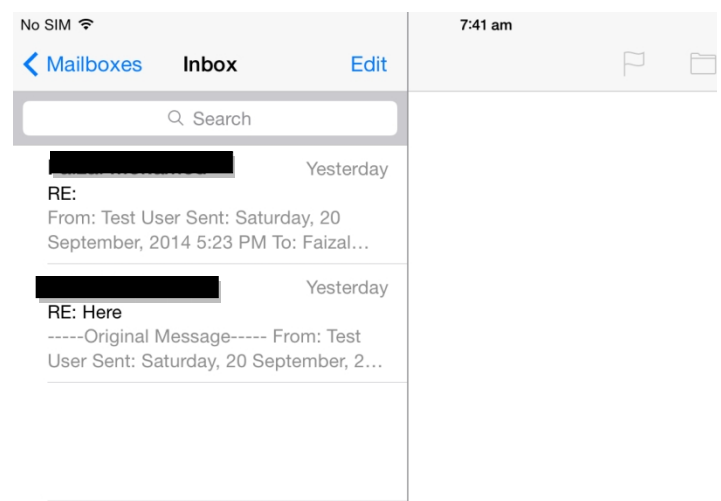 No SIM 7:41 am
Mailboxes Inbox Edit
Search
Yesterday
RE:
From: Test User Sent: Saturday, 20
September, 2014 5:23 PM To: Faizal...
Yesterday
RE: Here
-----Original Message----- From: Test
User Sent: Saturday, 20 September, 2...